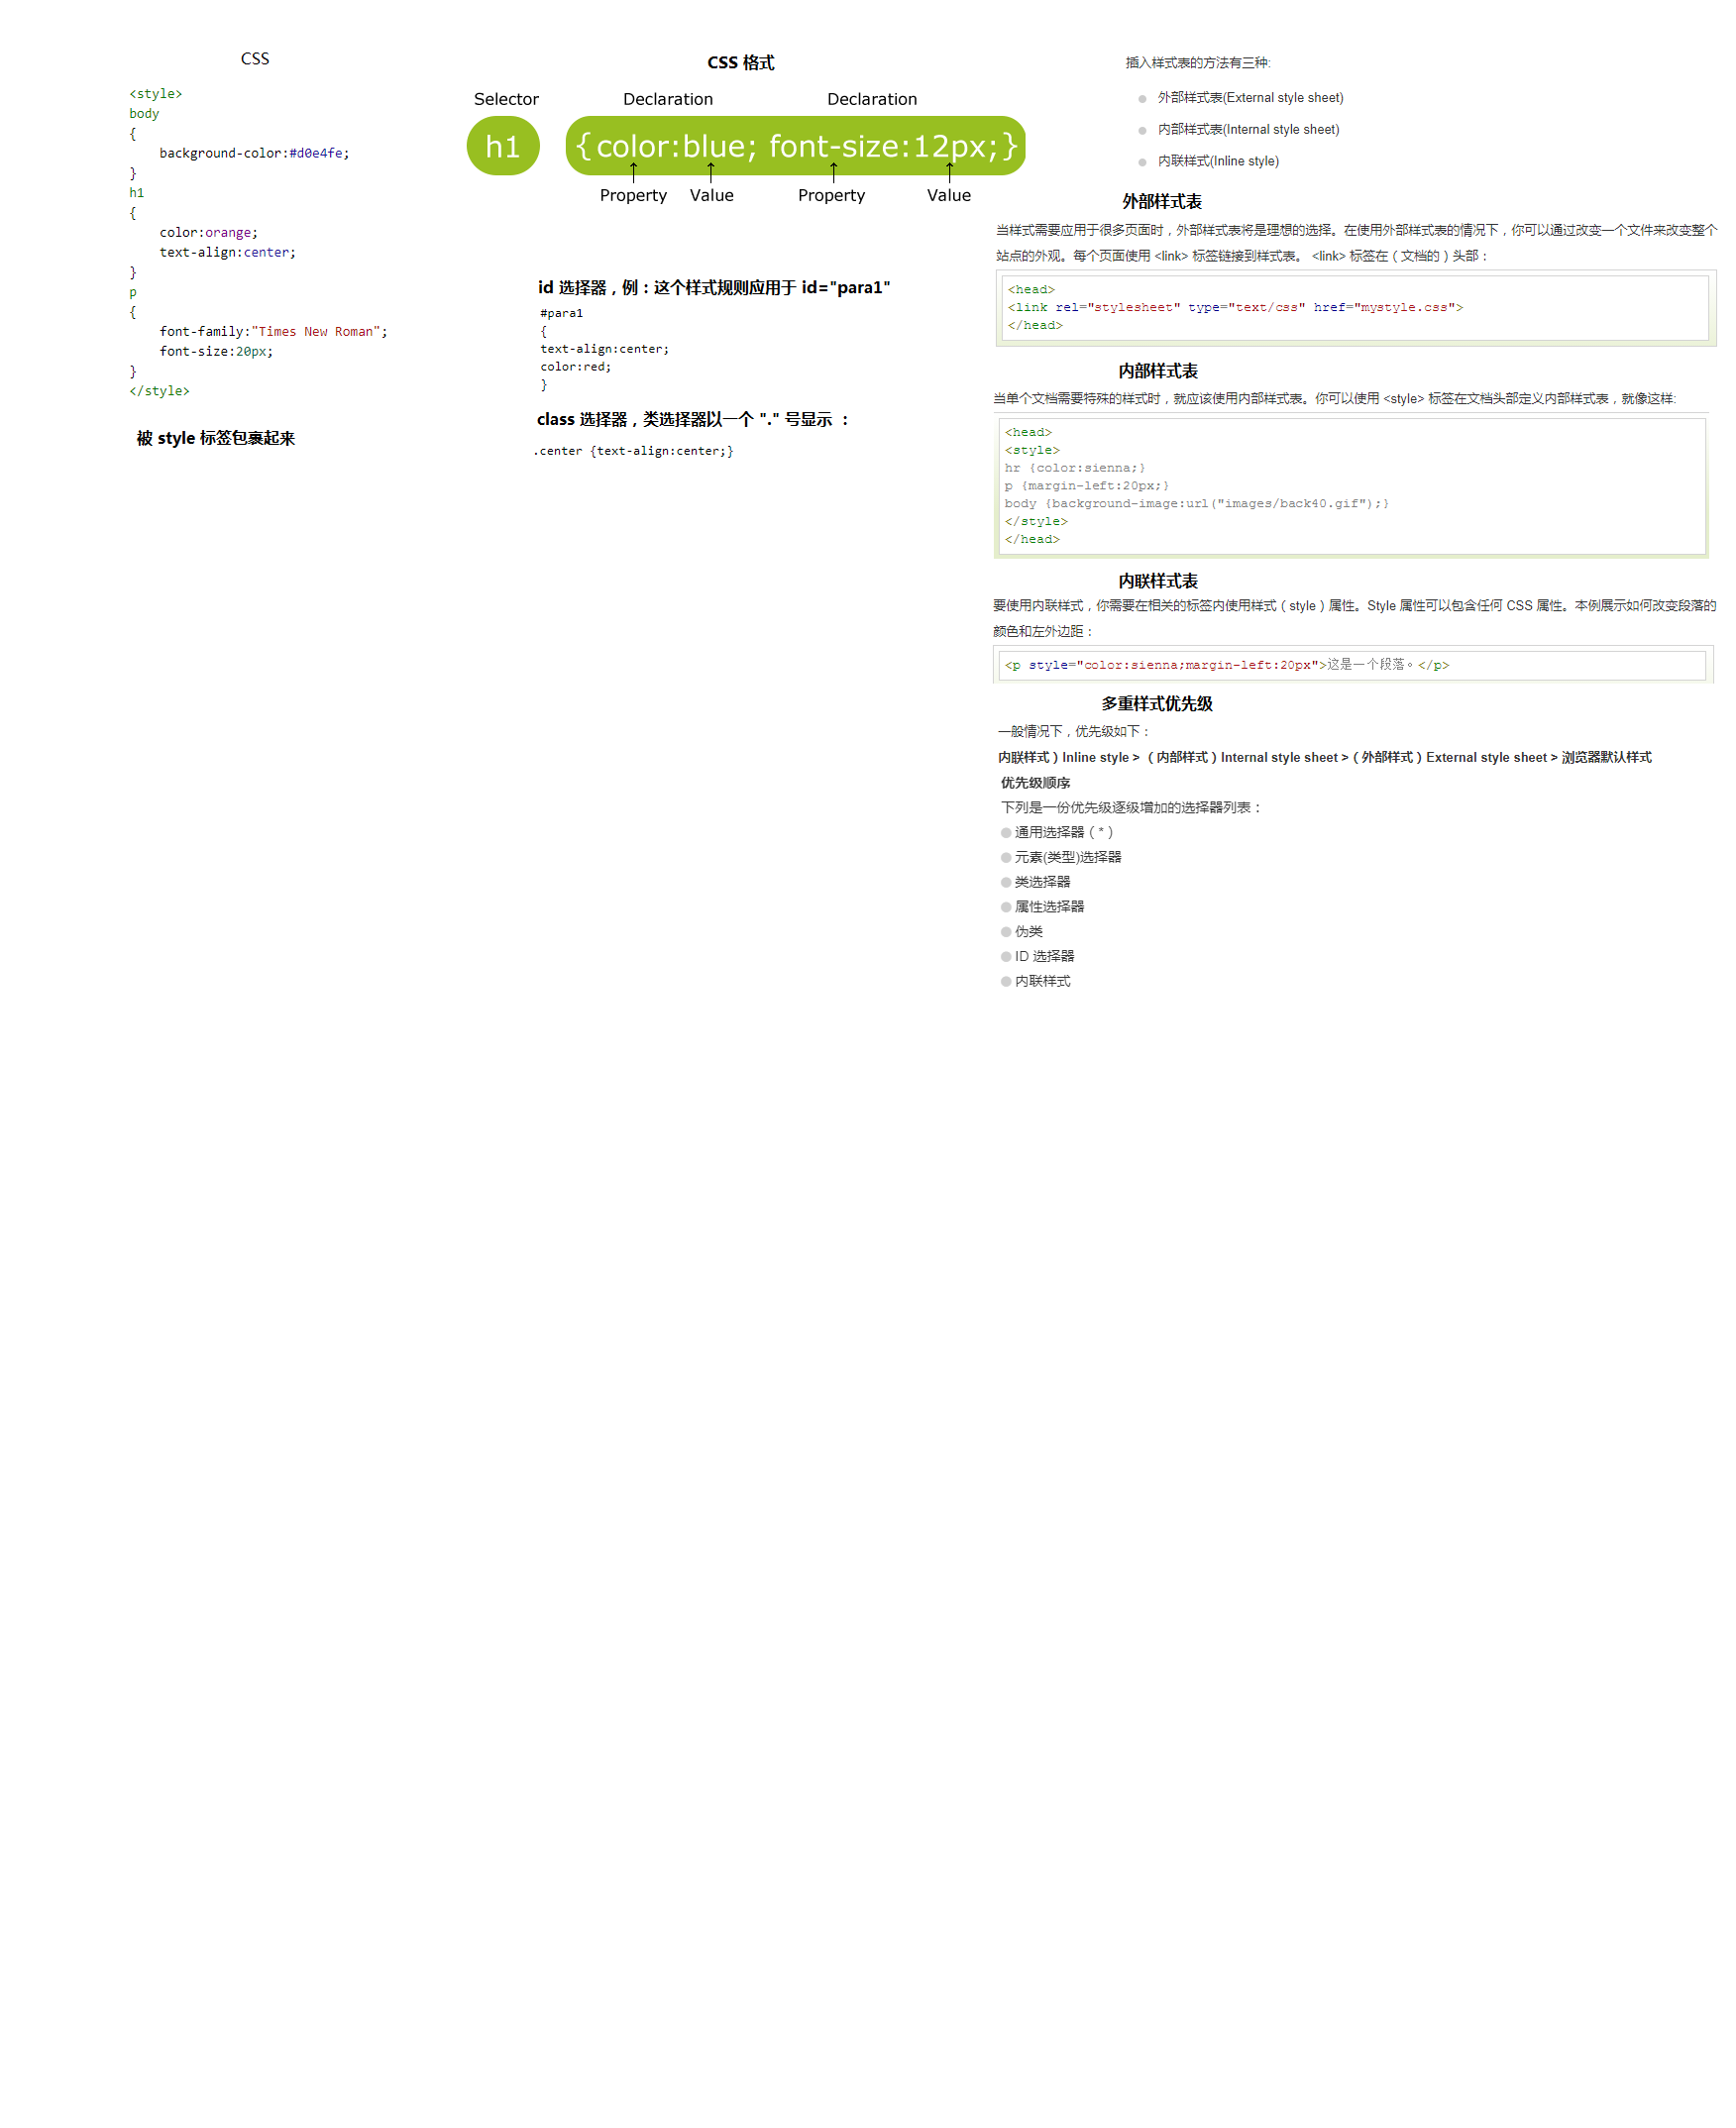 CSS
<style>
body
{
    background-color:#d0e4fe;
}
h1
{
    color:orange;
    text-align:center;
}
p
{
    font-family:"Times New Roman";
    font-size:20px;
}
</style>
被 style 标签包裹起来
CSS 格式
Selector Declaration Declaration
h1 {color:blue; font-size:12px;}
Property Value Property Value
id 选择器，例：这个样式规则应用于 id="para1"
#para1
{
text-align:center;
color:red;
}
class 选择器，类选择器以一个 "." 号显示 ：
.center {text-align:center;}
插入样式表的方法有三种:
外部样式表(External style sheet)
内部样式表(Internal style sheet)
内联样式(Inline style)
外部样式表
当样式需要应用于很多页面时，外部样式表将是理想的选择。在使用外部样式表的情况下，你可以通过改变一个文件来改变整个
站点的外观。每个页面使用 <link> 标签链接到样式表。 <link> 标签在（文档的）头部：
<head>
<link rel="stylesheet" type="text/css" href="mystyle.css">
</head>
内部样式表
当单个文档需要特殊的样式时，就应该使用内部样式表。你可以使用 <style> 标签在文档头部定义内部样式表，就像这样:
<head>
<style>
hr {color:sienna;}
p {margin-left:20px;}
body {background-image:url("images/back40.gif");}
</style>
</head>
内联样式表
要使用内联样式，你需要在相关的标签内使用样式（style）属性。Style 属性可以包含任何 CSS 属性。本例展示如何改变段落的
颜色和左外边距：
<p style="color:sienna;margin-left:20px">这是一个段落。</p>
多重样式优先级
一般情况下，优先级如下：
内联样式）Inline style > （内部样式）Internal style sheet >（外部样式）External style sheet > 浏览器默认样式
优先级顺序
下列是一份优先级逐级增加的选择器列表：
通用选择器（*）
元素(类型)选择器
类选择器
属性选择器
伪类
ID 选择器
内联样式